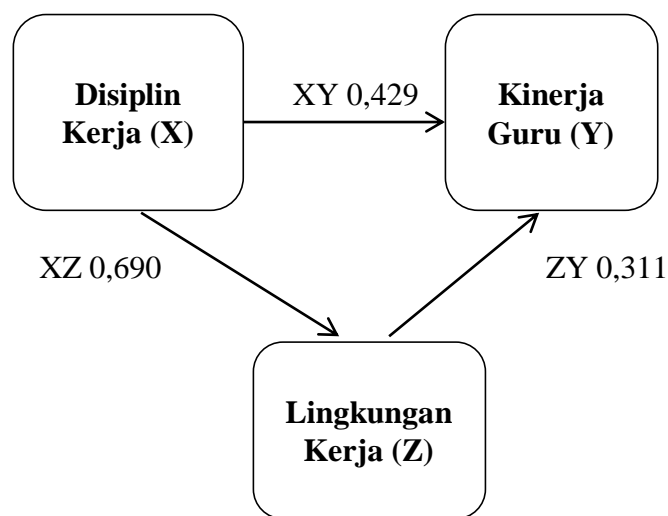 Disiplin
Kerja (X)
XY 0,429
Kinerja
Guru (Y)
XZ 0,690
ZY 0,311
Lingkungan
Kerja (Z)